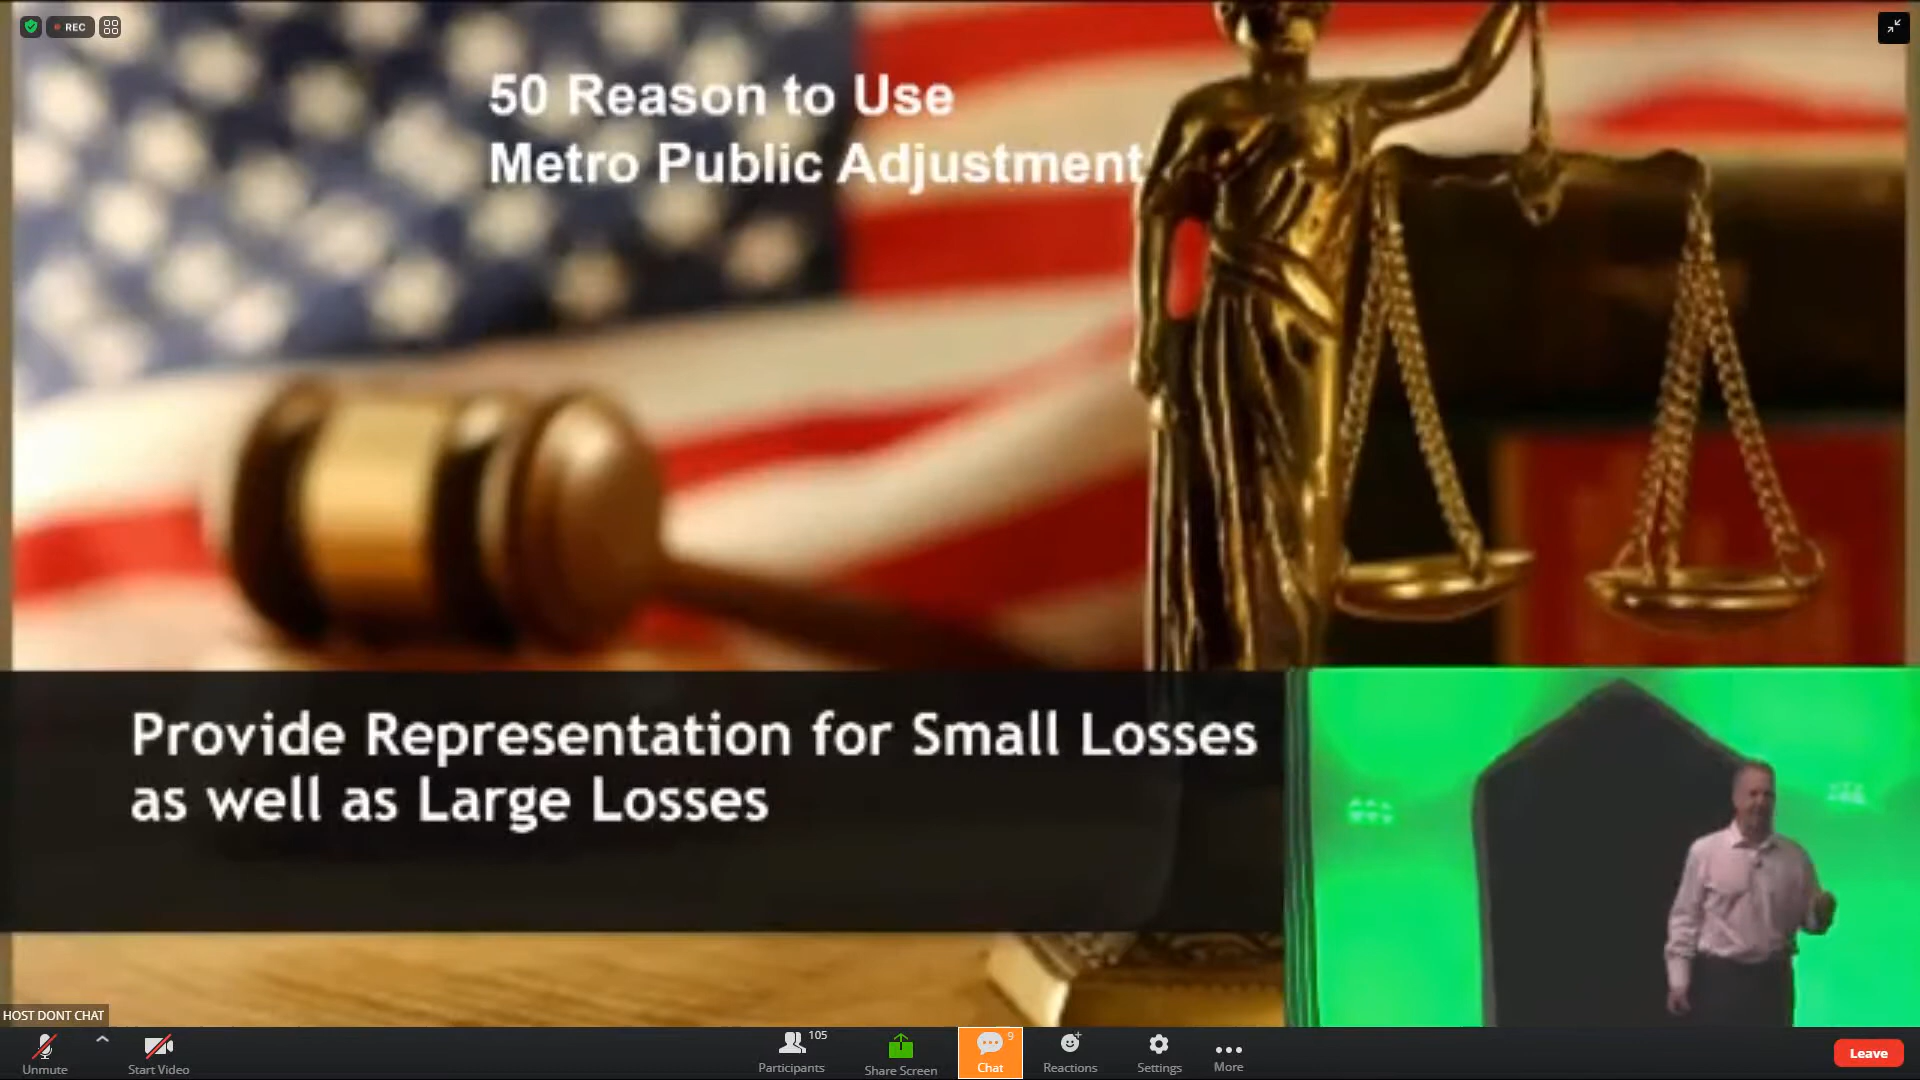 REC
50 Reason to Use
Metro Public Adjustment
Provide Representation for Small Losses
as well as Large Losses
HOST DONT CHAT
Unmute
Start Video
Participants
105
Share Screen
Chat
9
Reactions
Settings
More
Leave